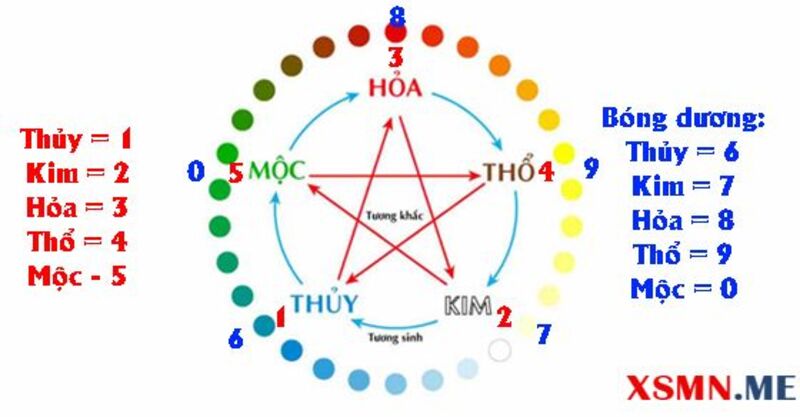 8
3
HỎA
Thủy = 1
Kim = 2
Hỏa = 3
Thổ = 4
Mộc - 5
0
5 MỘC
THỔ 4
9
Tương khắc
Bóng dương:
Thủy = 6
Kim = 7
Hỏa = 8
Thổ = 9
Mộc = 0
1 THỦY
KIM 2
6
7
Tương sinh
XSMN.ME